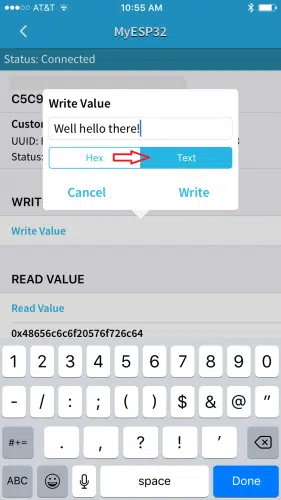 AT&T 10:55 AM
MyESP32
Status: Connected
C5C9
Write Value
Custo
Well hello there!
UUID:
Status:
Hex Text
Cancel Write
WRIT
Write Value
READ VALUE
Read Value
0x48656c6c6f20576f726c64
1 2 3 4 5 6 7 8 9 0
- / : ; ( ) $ & @ "
#+= . , ? ! '
ABC space Done